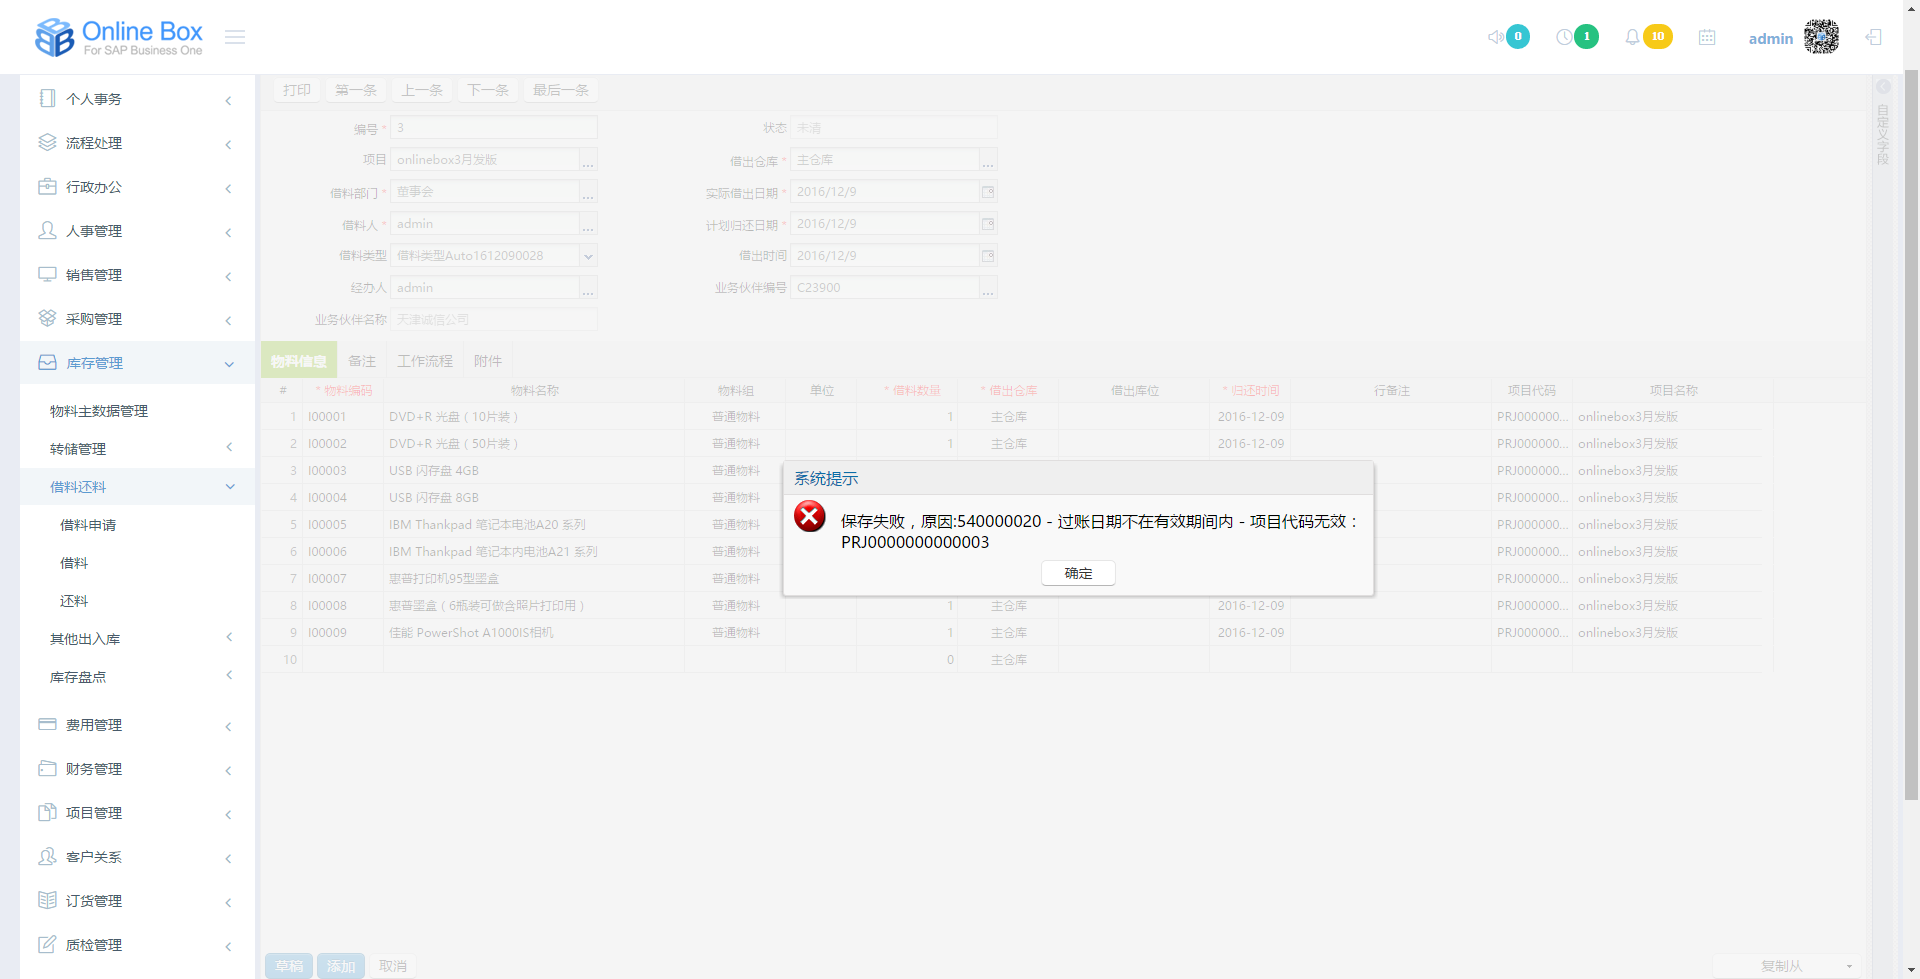 Online Box
For SAP Business One
0
1
10
admin
个人事务
流程处理
行政办公
人事管理
销售管理
采购管理
库存管理
物料主数据管理
转储管理
借料还料
借料申请
借料
还料
其他出入库
库存盘点
费用管理
财务管理
项目管理
客户关系
订货管理
质检管理
打印 第一条 上一条 下一条 最后一条
编号 * 3 状态 未清
项目 onlinebox3月发版 ... 借出仓库 * 主仓库 ...
借料部门 * 董事会 ... 实际借出日期 * 2016/12/9
借料人 * admin ... 计划归还日期 * 2016/12/9
借料类型 借料类型Auto1612090028 借出时间 2016/12/9
经办人 admin ... 业务伙伴编号 C23900 ...
业务伙伴名称 天津诚信公司
自定义字段
物料信息 备注 工作流程 附件
# * 物料编码 物料名称 物料组 单位 * 借料数量 * 借出仓库 借出库位 * 归还时间 行备注 项目代码 项目名称
1 I00001 DVD+R 光盘（10片装） 普通物料 1 主仓库 2016-12-09 PRJ000000... onlinebox3月发版
2 I00002 DVD+R 光盘（50片装） 普通物料 1 主仓库 2016-12-09 PRJ000000... onlinebox3月发版
3 I00003 USB 闪存盘 4GB 普通物料 PRJ000000... onlinebox3月发版
4 I00004 USB 闪存盘 8GB 普通物料 PRJ000000... onlinebox3月发版
5 I00005 IBM Thankpad 笔记本电池A20 系列 普通物料 PRJ000000... onlinebox3月发版
6 I00006 IBM Thankpad 笔记本内电池A21 系列 普通物料 PRJ000000... onlinebox3月发版
7 I00007 惠普打印机95型墨盒 普通物料 PRJ000000... onlinebox3月发版
8 I00008 惠普墨盒（6瓶装可做含照片打印用） 普通物料 1 主仓库 2016-12-09 PRJ000000... onlinebox3月发版
9 I00009 佳能 PowerShot A1000IS相机 普通物料 1 主仓库 2016-12-09 PRJ000000... onlinebox3月发版
10 0 主仓库
系统提示
保存失败，原因:540000020 - 过账日期不在有效期间内 - 项目代码无效：
PRJ0000000000003
确定
草稿 添加 取消 复制从